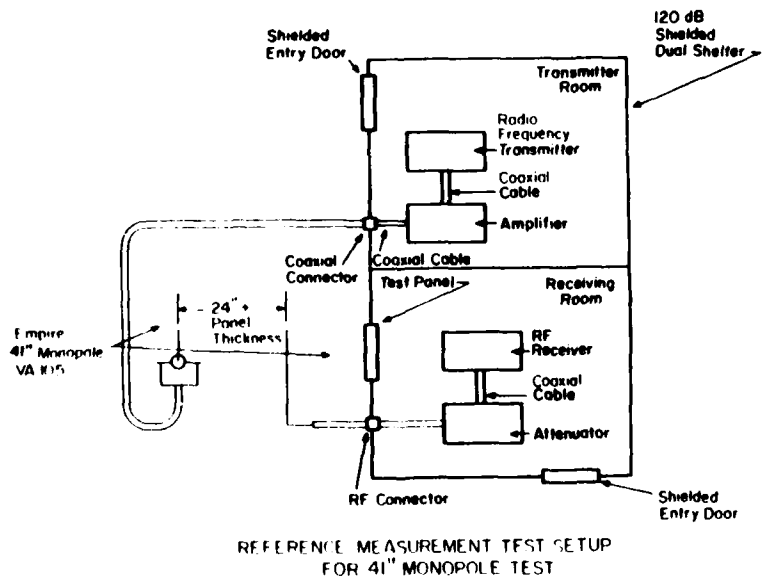 120 dB
Shielded
Dual Shelter
Shielded
Entry Door
Transmitter
Room
Radio
Frequency
Transmitter
Coaxial
Cable
Amplifier
Coaxial
Connector
Coaxial Cable
Test Panel
Receiving
Room
24" +
Panel
Thickness
Empire
41" Monopole
VA 105
RF
Receiver
Coaxial
Cable
Attenuator
RF Connector
Shielded
Entry Door
REFERENCE MEASUREMENT TEST SETUP
FOR 41" MONOPOLE TEST